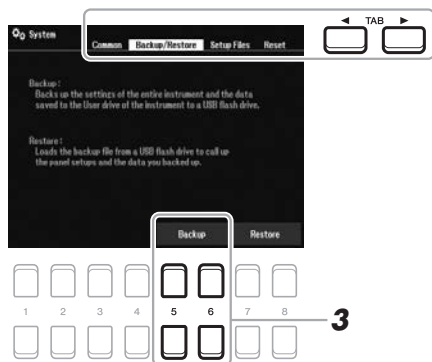 ◀ TAB ▶
System
Common Backup/Restore Setup Files Reset
Backup:
Backs up the settings of the entire instrument and the data
saved to the User drive of the instrument to a USB flash drive.
Restore:
Loads the backup file from a USB flash drive to call up
the panel setups and the data you backed up.
Backup Restore
1 2 3 4 5 6 7 8
3